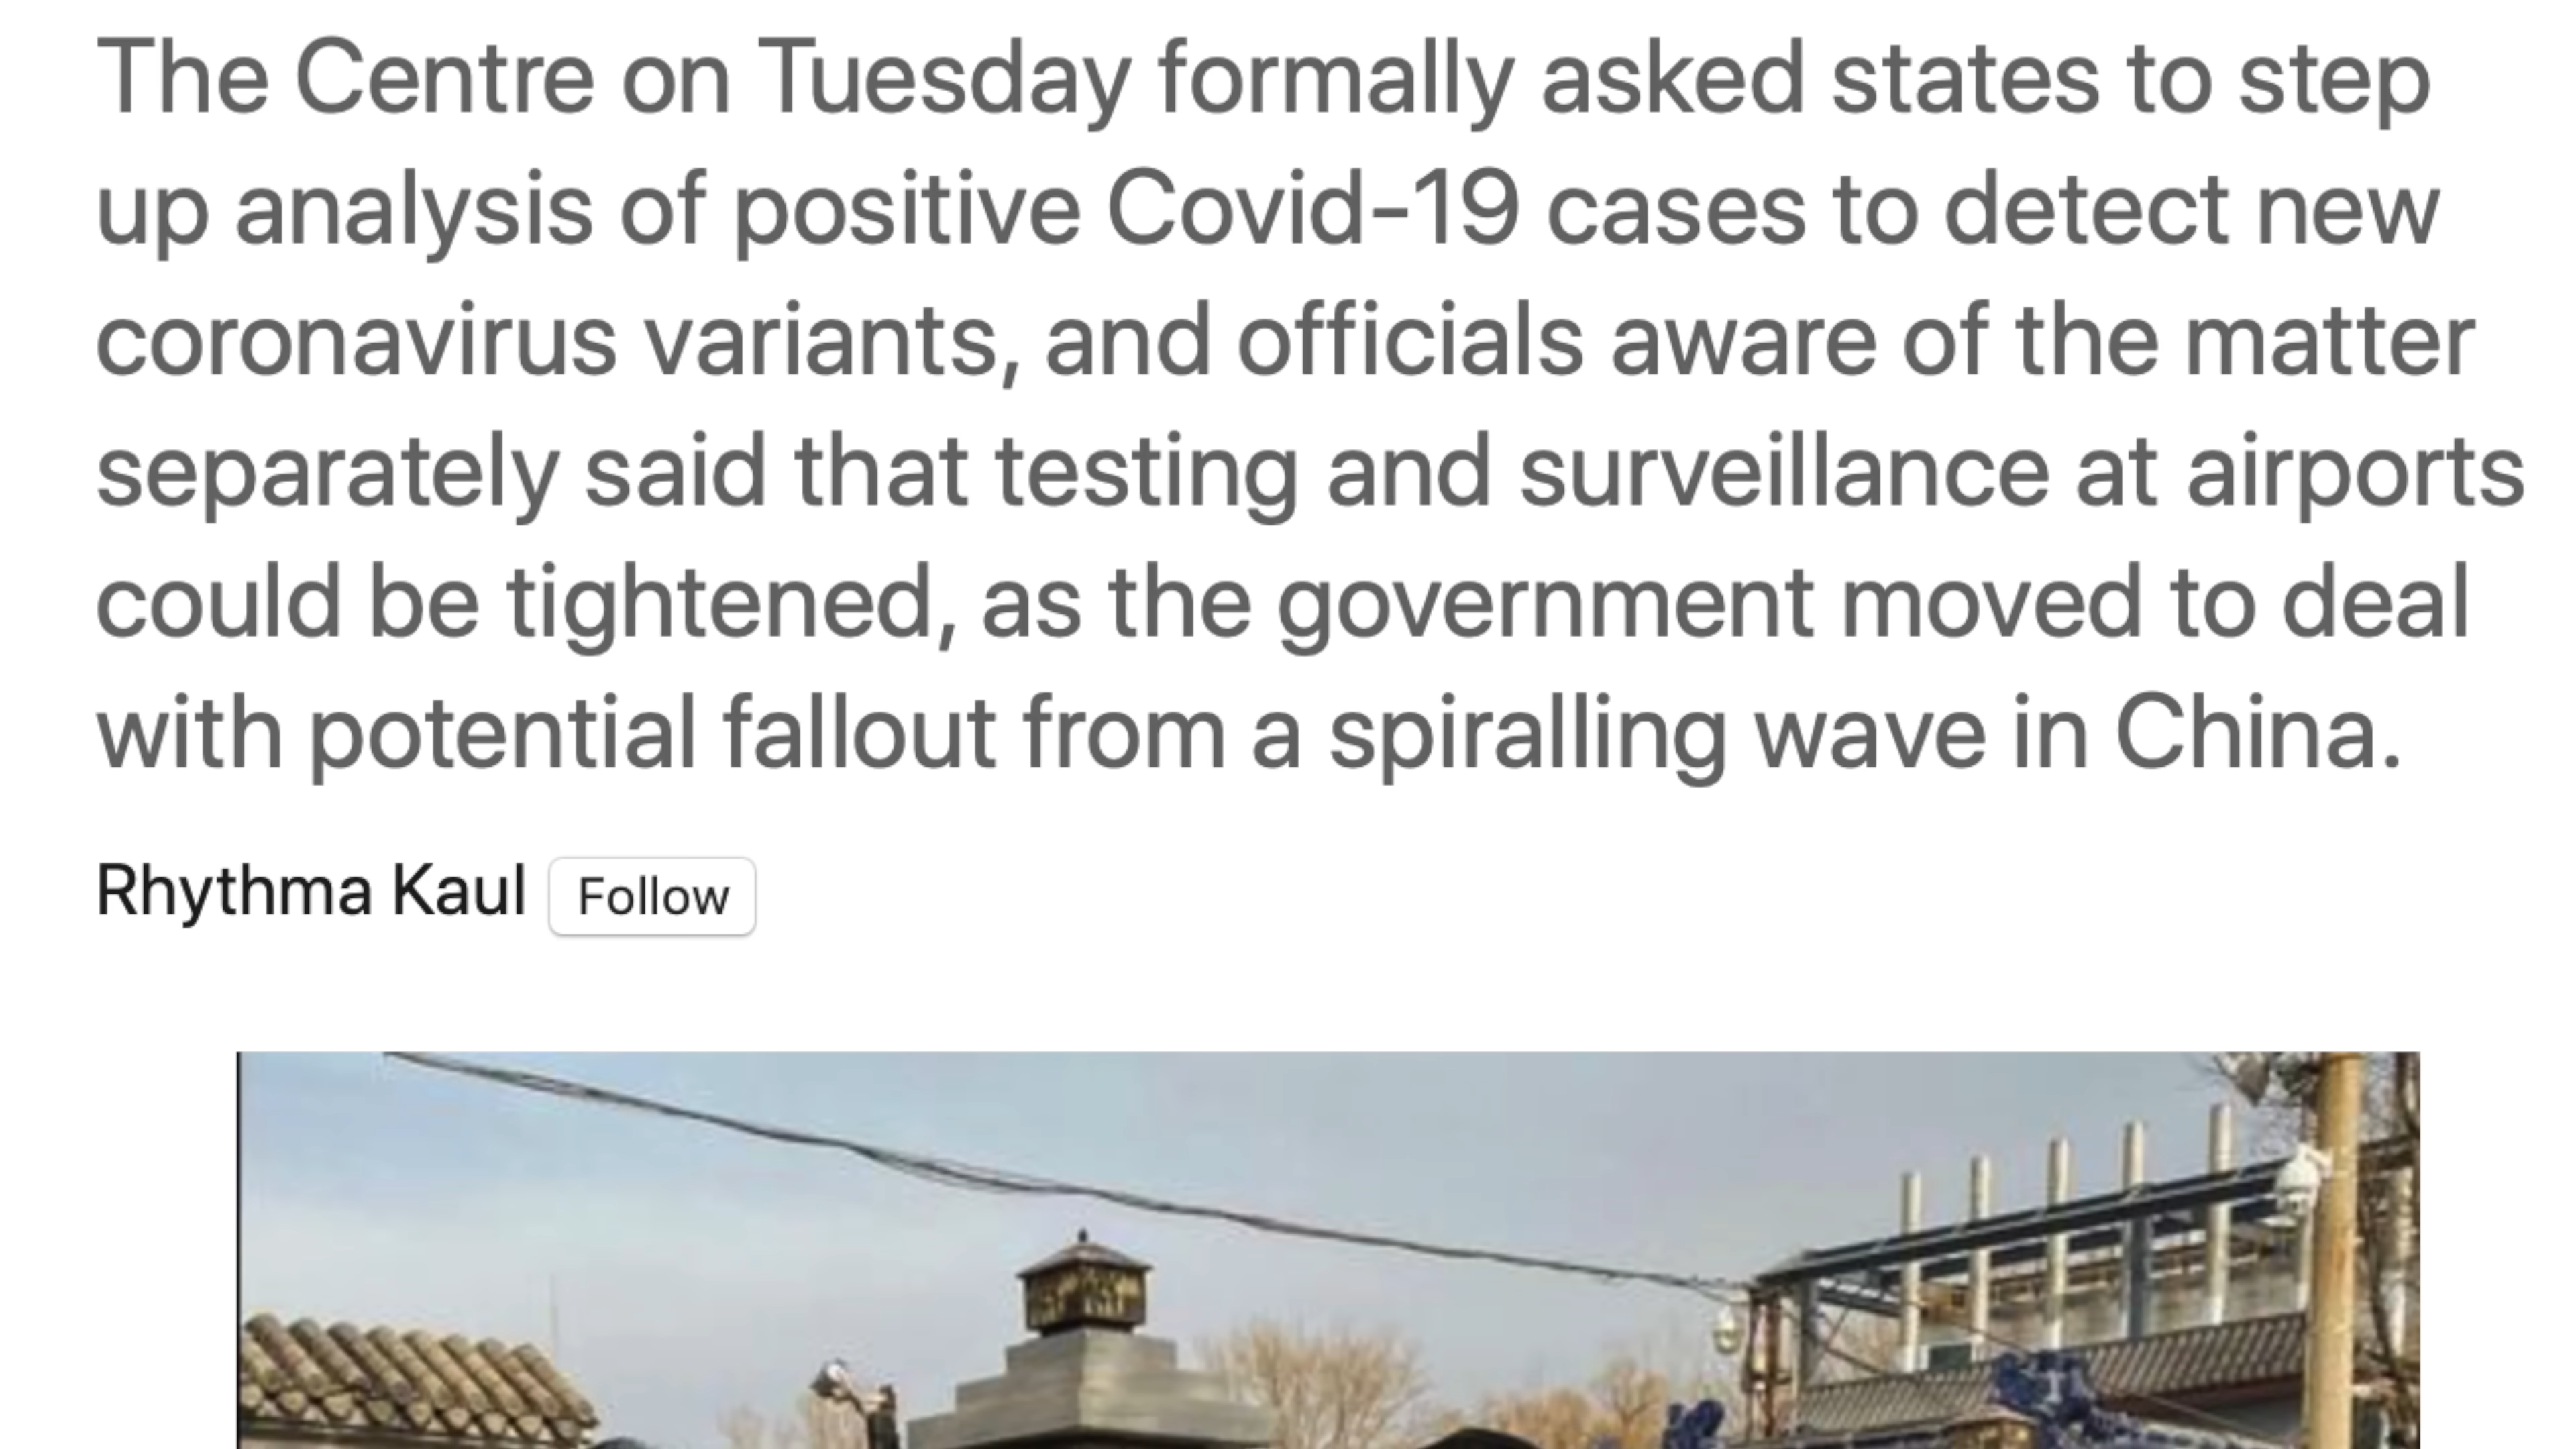 The Centre on Tuesday formally asked states to step
up analysis of positive Covid-19 cases to detect new
coronavirus variants, and officials aware of the matter
separately said that testing and surveillance at airports
could be tightened, as the government moved to deal
with potential fallout from a spiralling wave in China.
Rhythma Kaul Follow